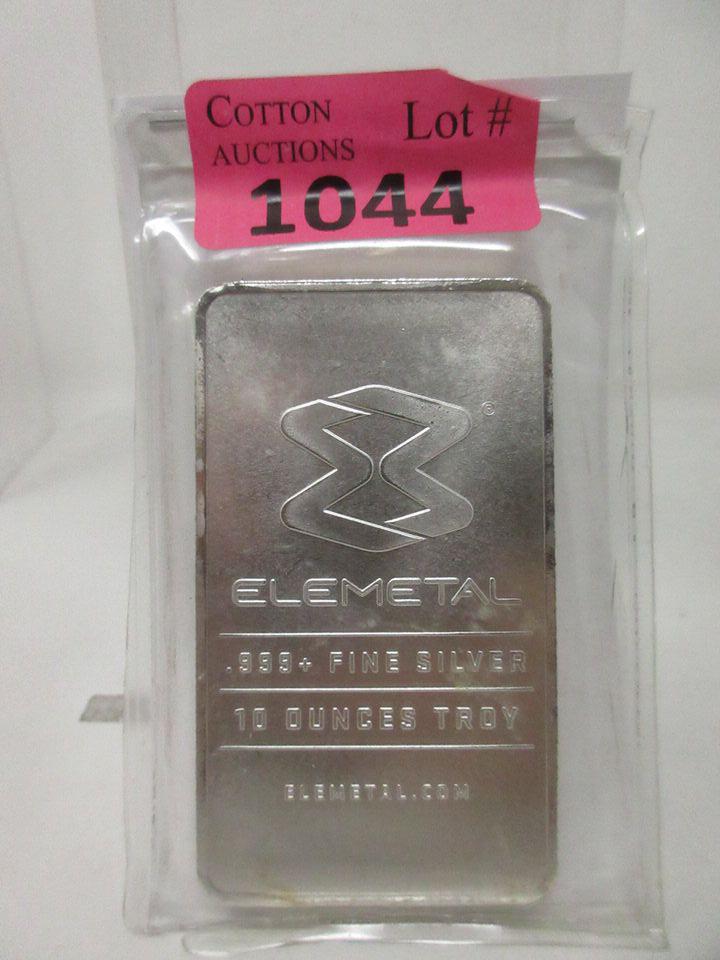 COTTON
AUCTIONS
Lot #
1044
ELEMETAL
.999+ FINE SILVER
10 OUNCES TROY
ELEMETAL.COM